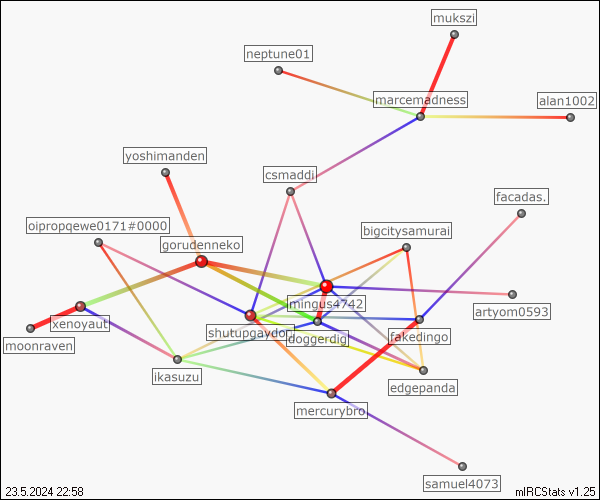 mukszi
neptune01
marcemadness
alan1002
yoshimanden
csmaddi
facadas.
oipropqewe0171#0000
bigcitysamurai
gorudenneko
mingus4742
artyom0593
xenoyaut
shutupgaydog
doggerdig
fakedingo
moonraven
ikasuzu
edgepanda
mercurybro
samuel4073
23.5.2024 22:58
mIRCStats v1.25